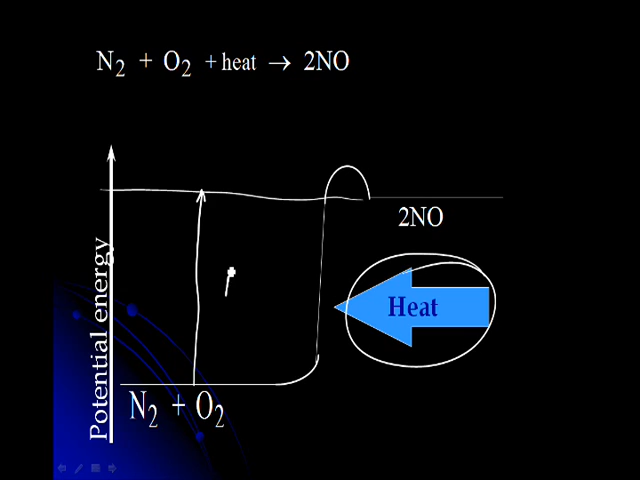 N₂ + O₂ + heat → 2NO
2NO
Heat
Potential energy
N₂ + O₂